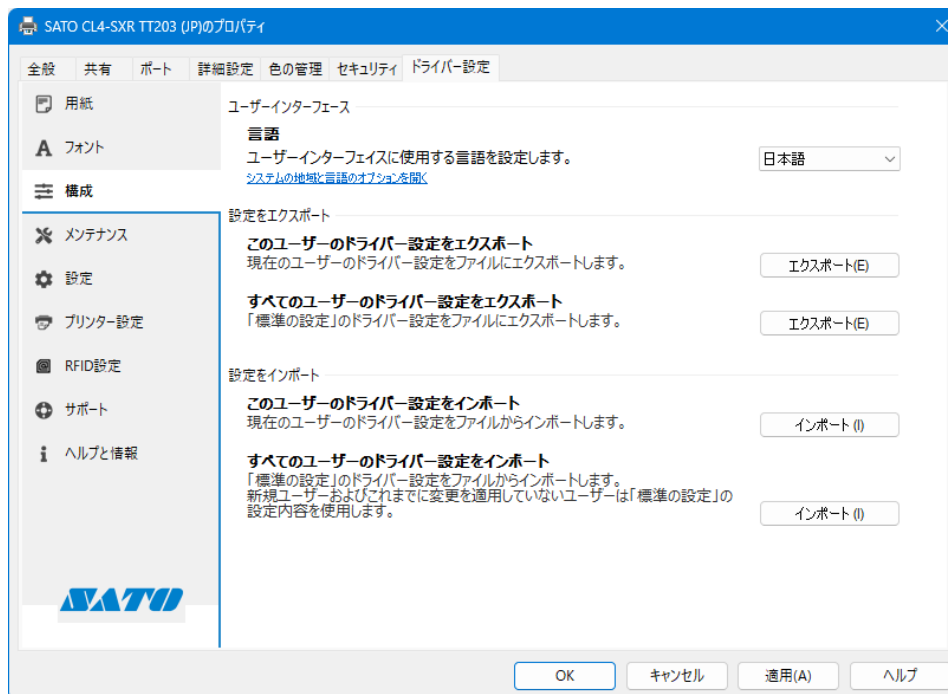 SATO CL4-SXR TT203 (JP)のプロパティ
全般 共有 ポート 詳細設定 色の管理 セキュリティ ドライバー設定
用紙
フォント
構成
メンテナンス
設定
プリンター設定
RFID設定
サポート
ヘルプと情報
SATO
ユーザーインターフェース
言語
ユーザーインターフェイスに使用する言語を設定します。
日本語
システムの地域と言語のオプションを開く
設定をエクスポート
このユーザーのドライバー設定をエクスポート
現在のユーザーのドライバー設定をファイルにエクスポートします。
エクスポート(E)
すべてのユーザーのドライバー設定をエクスポート
「標準の設定」のドライバー設定をファイルにエクスポートします。
エクスポート(E)
設定をインポート
このユーザーのドライバー設定をインポート
現在のユーザーのドライバー設定をファイルからインポートします。
インポート (I)
すべてのユーザーのドライバー設定をインポート
「標準の設定」のドライバー設定をファイルからインポートします。
新規ユーザーおよびこれまでに変更を適用していないユーザーは「標準の設定」の
設定内容を使用します。
インポート (I)
OK キャンセル 適用(A) ヘルプ